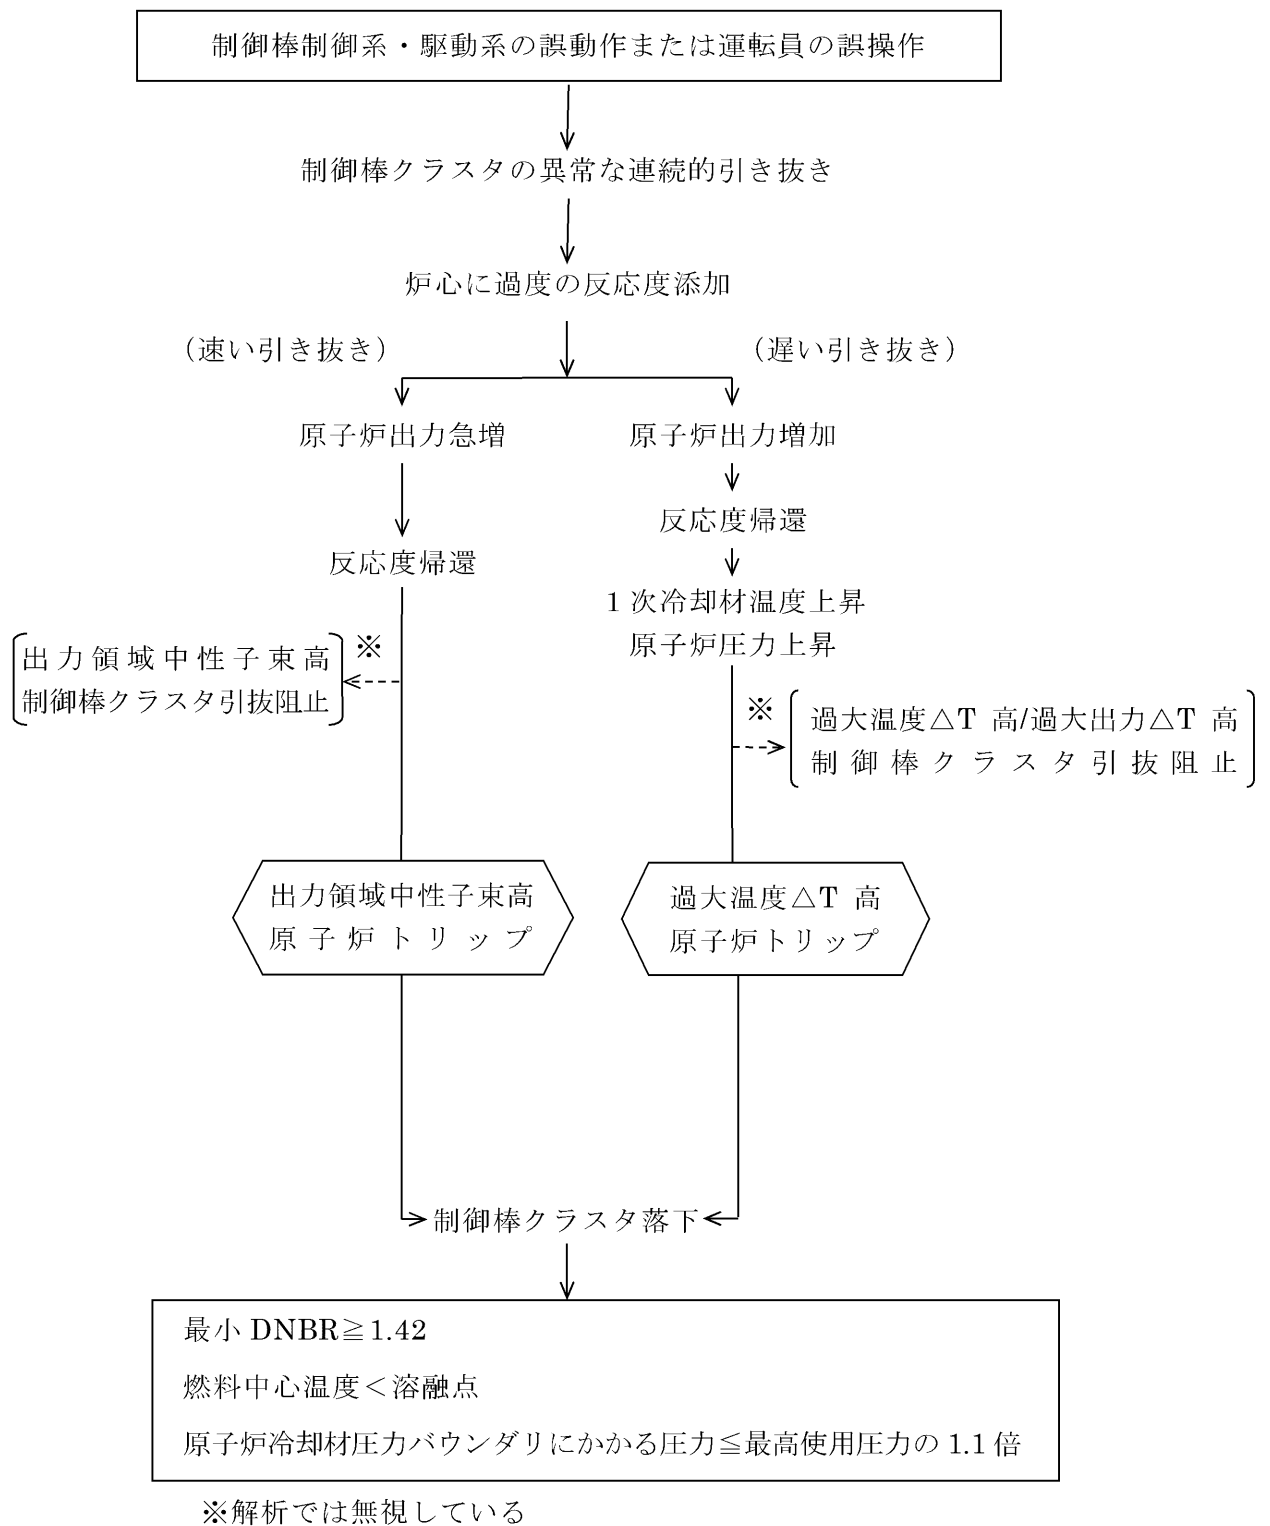 制御棒制御系・駆動系の誤動作または運転員の誤操作
制御棒クラスタの異常な連続的引き抜き
炉心に過度の反応度添加
（速い引き抜き）
（遅い引き抜き）
原子炉出力急増
原子炉出力増加
反応度帰還
反応度帰還
1次冷却材温度上昇
原子炉圧力上昇
※
出力領域中性子束高
制御棒クラスタ引抜阻止
※
過大温度△T 高/過大出力△T 高
制御棒クラスタ引抜阻止
出力領域中性子束高
原子炉トリップ
過大温度△T 高
原子炉トリップ
制御棒クラスタ落下
最小 DNBR≧1.42
燃料中心温度＜溶融点
原子炉冷却材圧力バウンダリにかかる圧力≦最高使用圧力の 1.1 倍
※解析では無視している